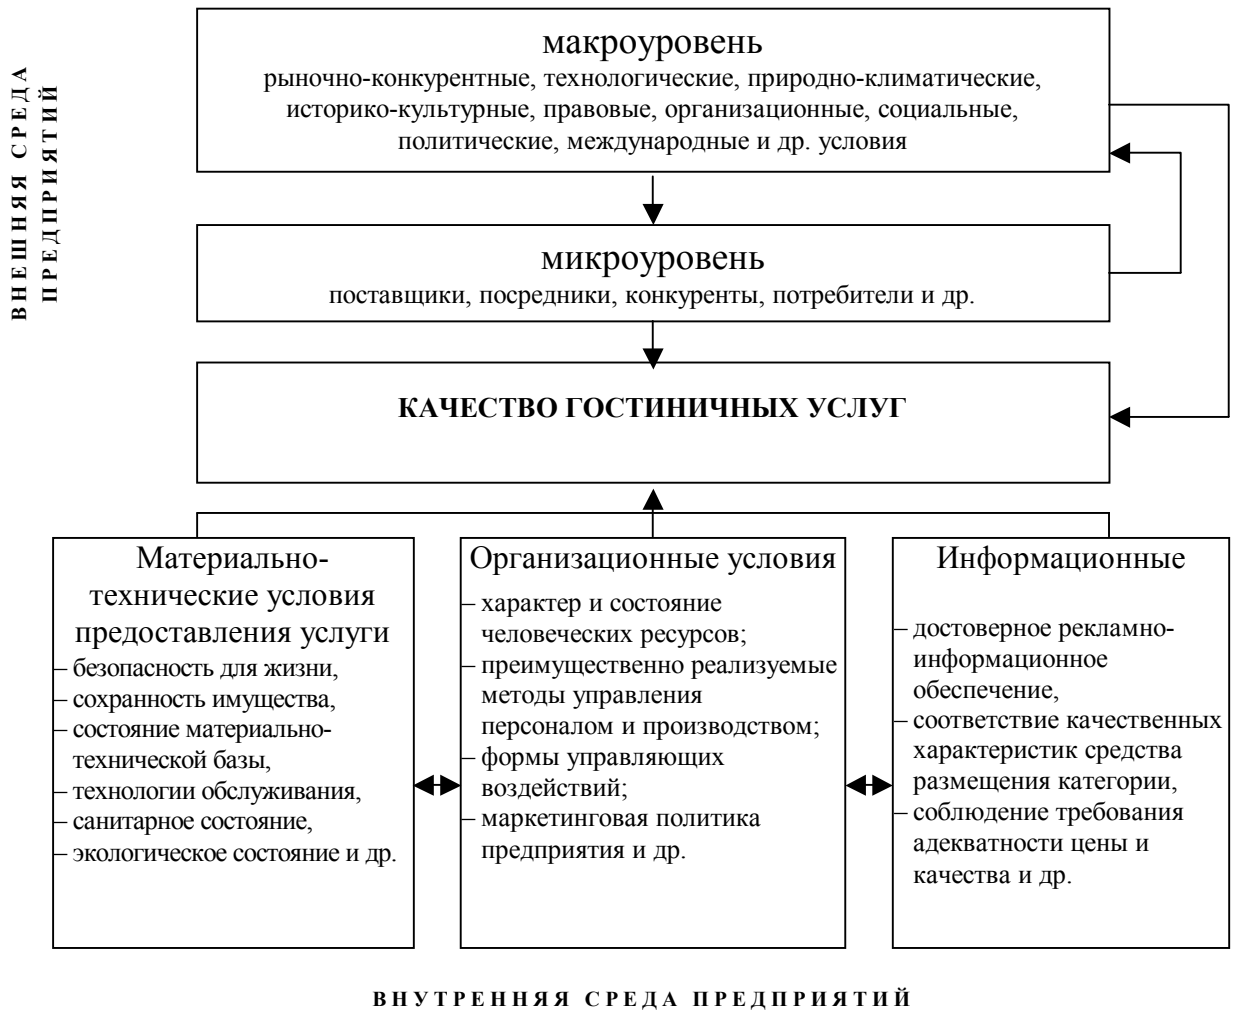 ВНЕШНЯЯ СРЕДА
ПРЕДПРИЯТИЙ
макроуровень
рыночно-конкурентные, технологические, природно-климатические,
историко-культурные, правовые, организационные, социальные,
политические, международные и др. условия
микроуровень
поставщики, посредники, конкуренты, потребители и др.
КАЧЕСТВО ГОСТИНИЧНЫХ УСЛУГ
Материально-
технические условия
предоставления услуги
– безопасность для жизни,
– сохранность имущества,
– состояние материально-
технической базы,
– технологии обслуживания,
– санитарное состояние,
– экологическое состояние и др.
Организационные условия
– характер и состояние
человеческих ресурсов;
– преимущественно реализуемые
методы управления
персоналом и производством;
– формы управляющих
воздействий;
– маркетинговая политика
предприятия и др.
Информационные
– достоверное рекламно-
информационное
обеспечение,
– соответствие качественных
характеристик средства
размещения категории,
– соблюдение требования
адекватности цены и
качества и др.
ВНУТРЕННЯЯ СРЕДА ПРЕДПРИЯТИЙ